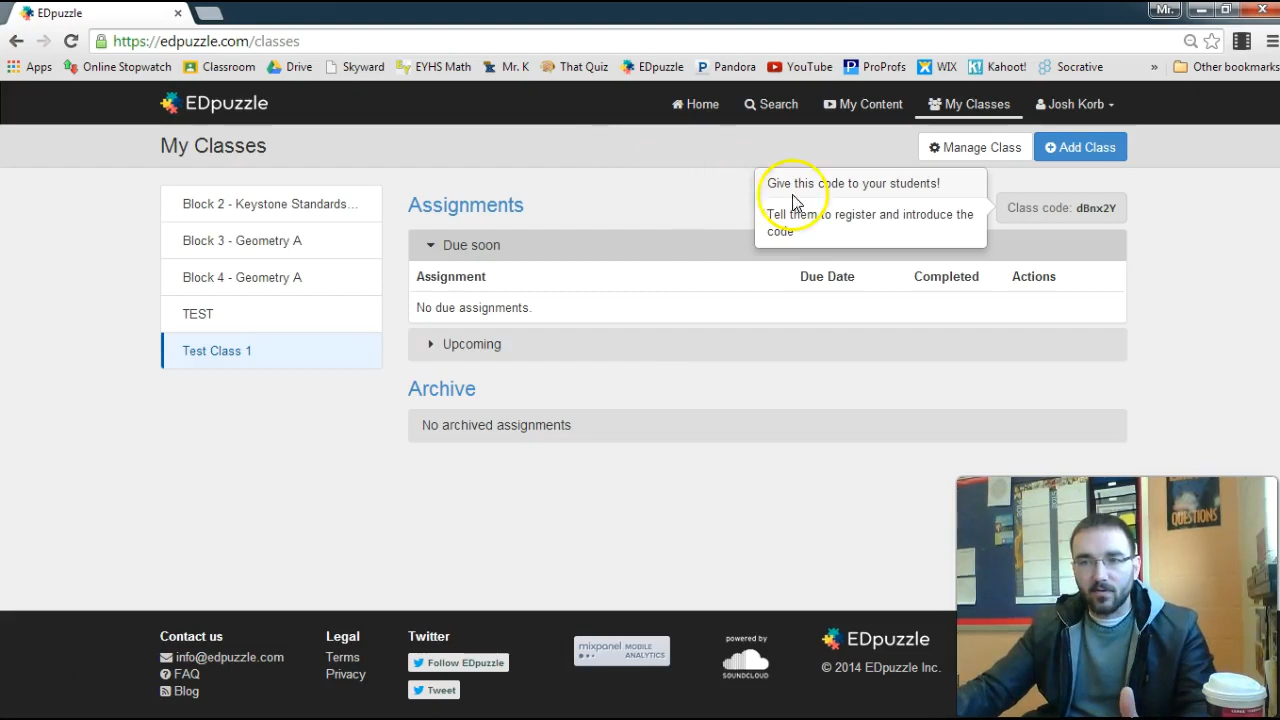 EDpuzzle
Mr.
https://edpuzzle.com/classes
Apps Online Stopwatch Classroom Drive Skyward EYHS Math Mr. K That Quiz EDpuzzle Pandora YouTube ProProfs WIX Kahoot! Socrative » Other bookmarks
EDpuzzle Home Search My Content My Classes Josh Korb
My Classes Manage Class Add Class
Give this code to your students!
Tell them to register and introduce the
code
Class code: dBnx2Y
Block 2 - Keystone Standards...
Block 3 - Geometry A
Block 4 - Geometry A
TEST
Test Class 1
Assignments
Due soon
Assignment Due Date Completed Actions
No due assignments.
Upcoming
Archive
No archived assignments
QUESTIONS
Contact us
info@edpuzzle.com
FAQ
Blog
Legal
Terms
Privacy
Twitter
Follow EDpuzzle
Tweet
mixpanel MOBILE
ANALYTICS
powered by
SOUNDCLOUD
EDpuzzle
© 2014 EDpuzzle Inc.